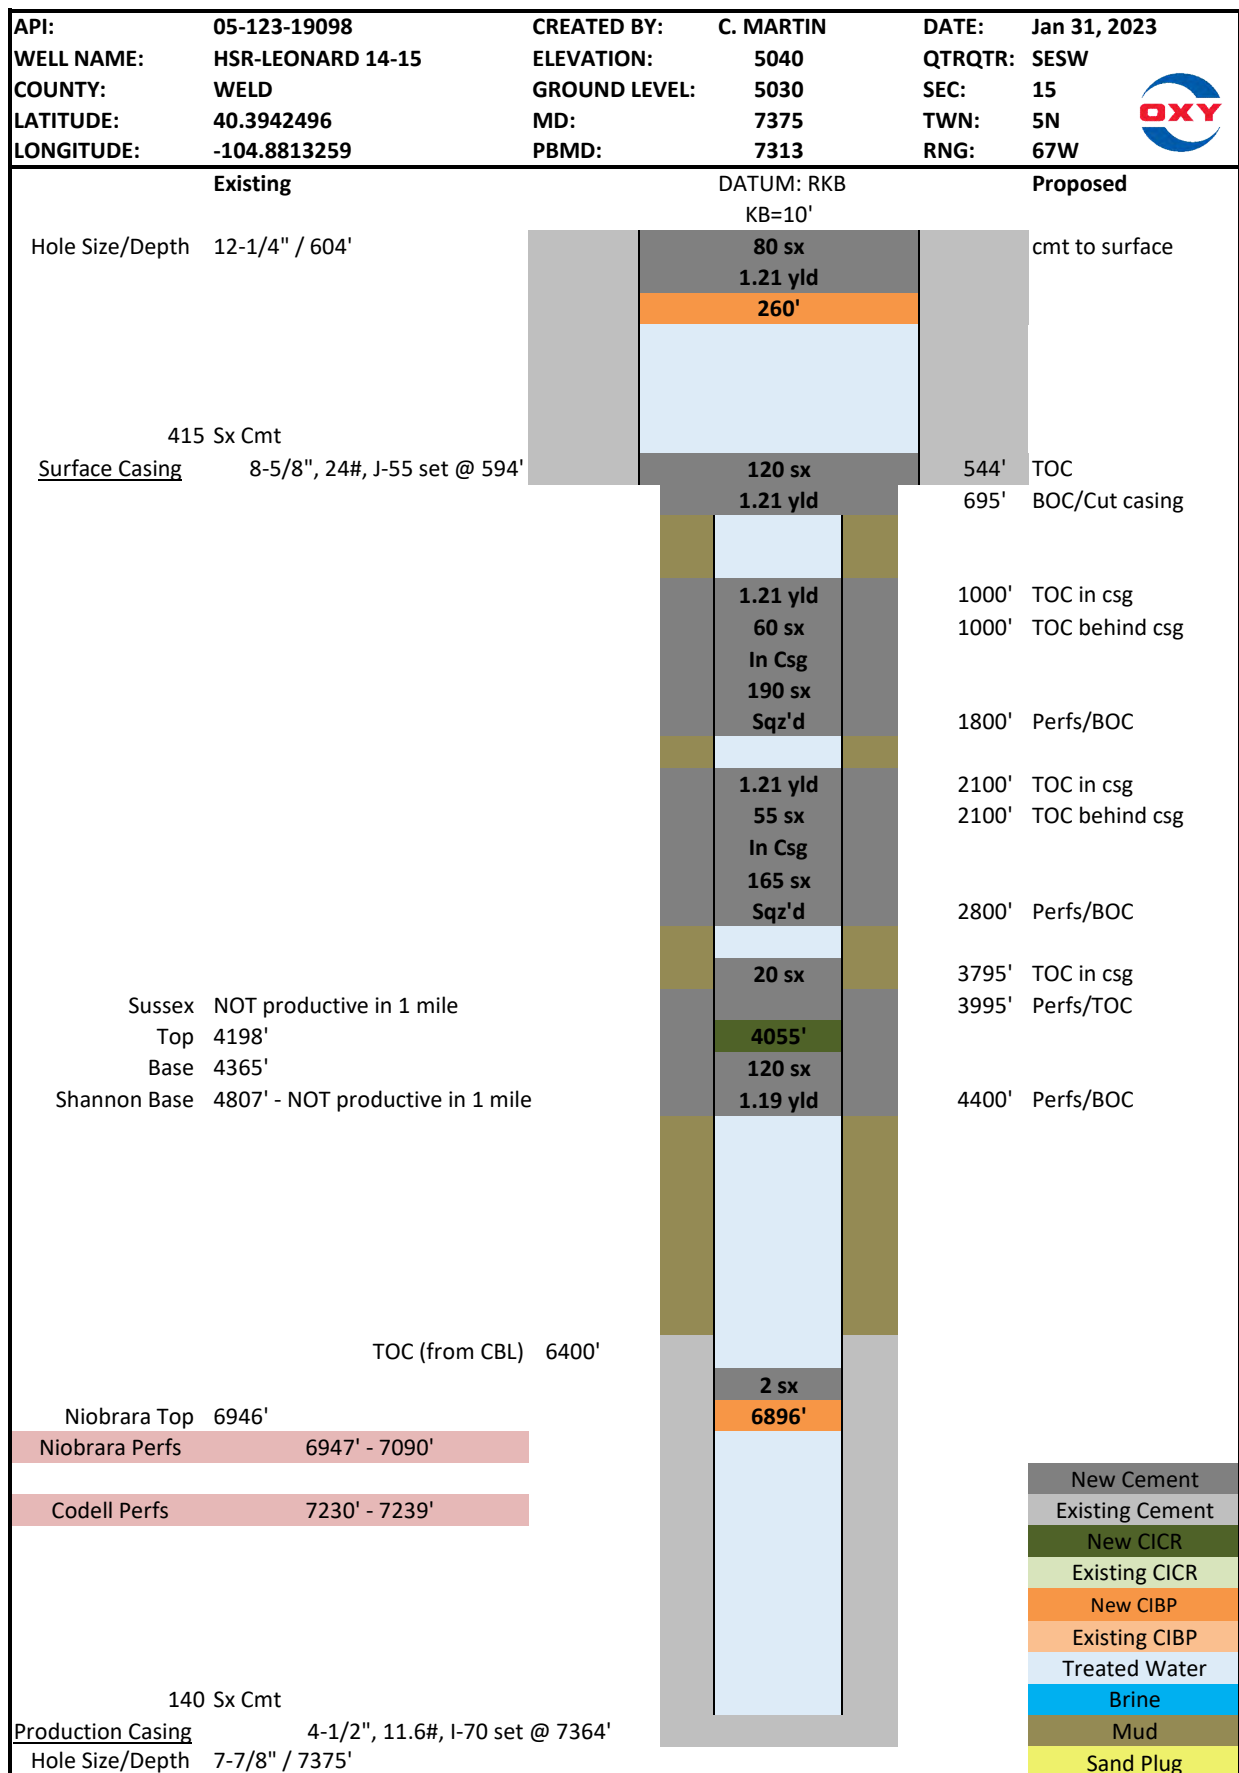 API: 05-123-19098 CREATED BY: C. MARTIN DATE: Jan 31, 2023
WELL NAME: HSR-LEONARD 14-15 ELEVATION: 5040 QTRQTR: SESW
COUNTY: WELD GROUND LEVEL: 5030 SEC: 15
LATITUDE: 40.3942496 MD: 7375 TWN: 5N
LONGITUDE: -104.8813259 PBMD: 7313 RNG: 67W
OXY
Existing DATUM: RKB Proposed
KB=10'
Hole Size/Depth 12-1/4" / 604' 80 sx cmt to surface
1.21 yld
260'
415 Sx Cmt
Surface Casing 8-5/8", 24#, J-55 set @ 594' 120 sx 544' TOC
1.21 yld 695' BOC/Cut casing
1.21 yld 1000' TOC in csg
60 sx 1000' TOC behind csg
In Csg
190 sx
Sqz'd 1800' Perfs/BOC
1.21 yld 2100' TOC in csg
55 sx 2100' TOC behind csg
In Csg
165 sx
Sqz'd 2800' Perfs/BOC
20 sx 3795' TOC in csg
Sussex NOT productive in 1 mile 3995' Perfs/TOC
Top 4198' 4055'
Base 4365' 120 sx
Shannon Base 4807' - NOT productive in 1 mile 1.19 yld 4400' Perfs/BOC
TOC (from CBL) 6400'
2 sx
Niobrara Top 6946' 6896'
Niobrara Perfs 6947' - 7090'
New Cement
Codell Perfs 7230' - 7239' Existing Cement
New CICR
Existing CICR
New CIBP
Existing CIBP
Treated Water
140 Sx Cmt Brine
Production Casing 4-1/2", 11.6#, I-70 set @ 7364' Mud
Hole Size/Depth 7-7/8" / 7375' Sand Plug